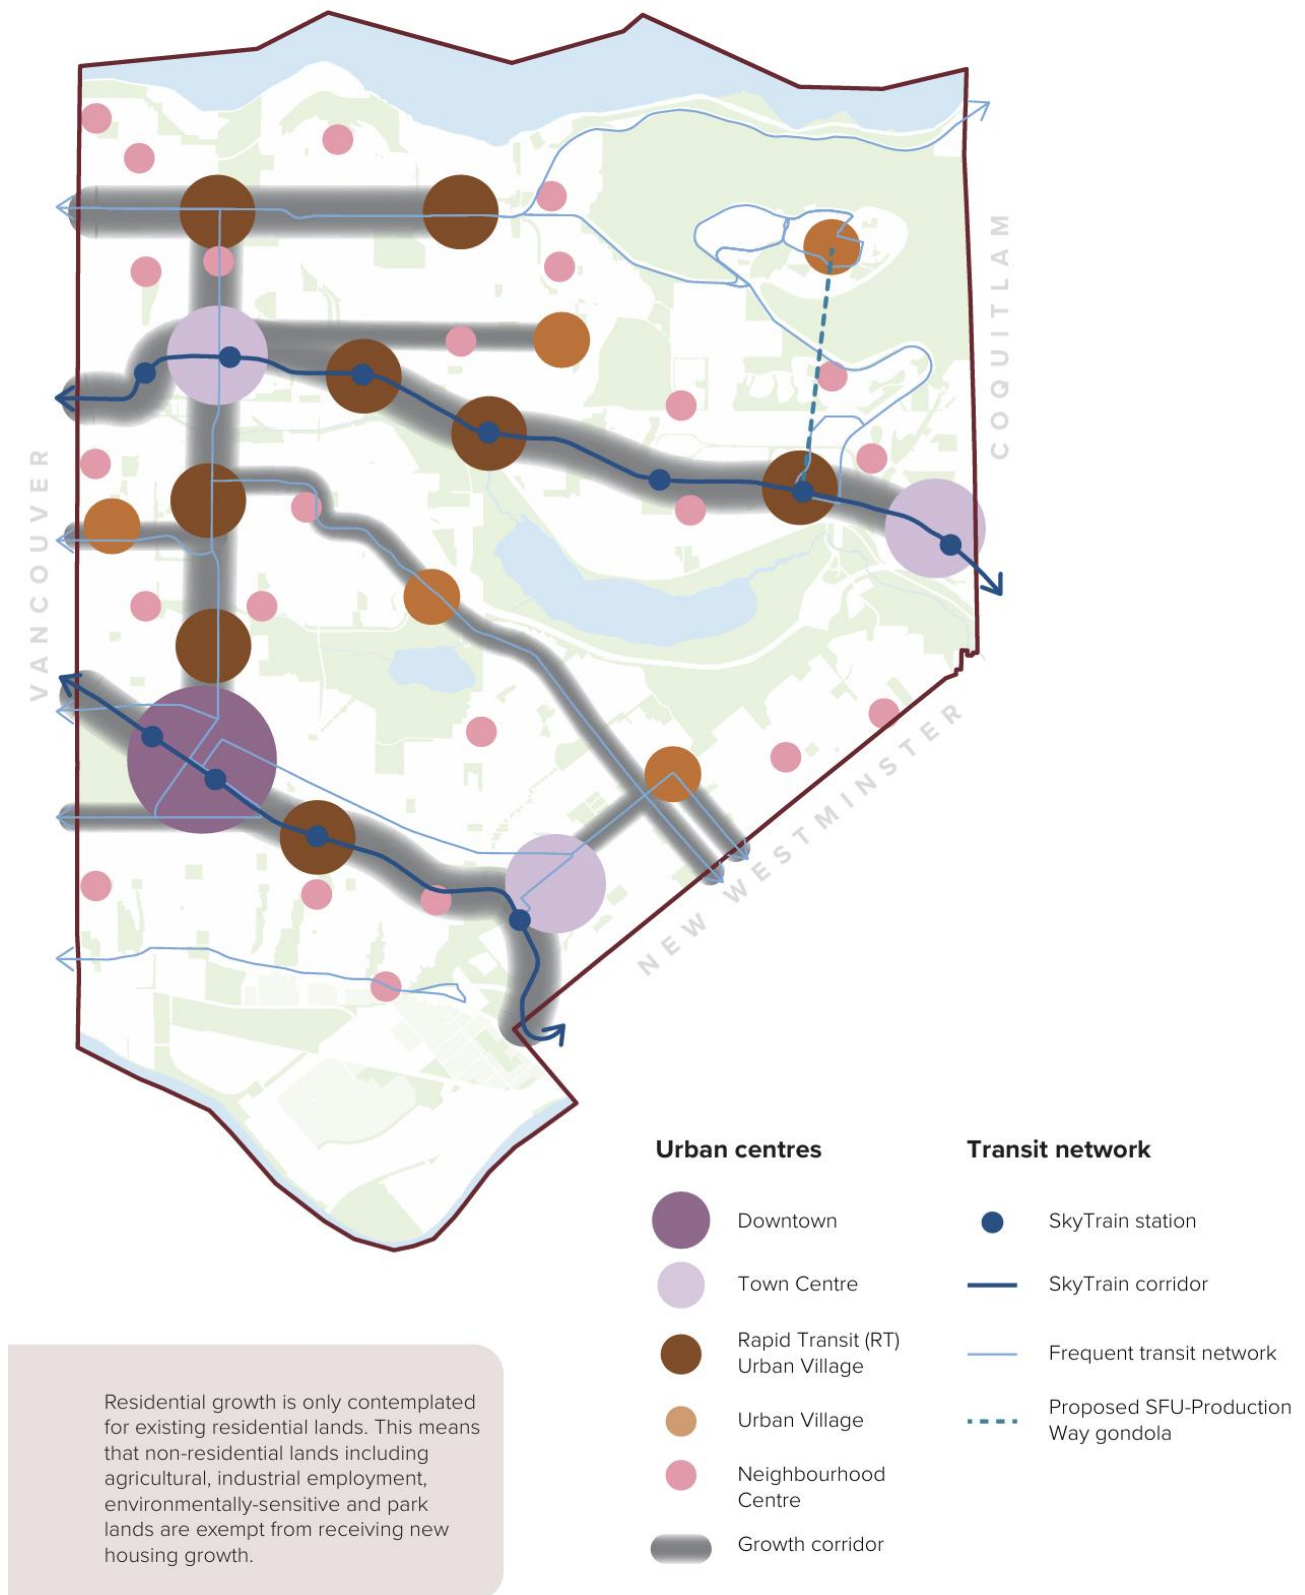 COQUITLAM
VANCOUVER
NEW WESTMINSTER
Urban centres
Downtown
Town Centre
Rapid Transit (RT)
Urban Village
Urban Village
Neighbourhood
Centre
Growth corridor
Transit network
SkyTrain station
SkyTrain corridor
Frequent transit network
Proposed SFU-Production
Way gondola
Residential growth is only contemplated
for existing residential lands. This means
that non-residential lands including
agricultural, industrial employment,
environmentally-sensitive and park
lands are exempt from receiving new
housing growth.